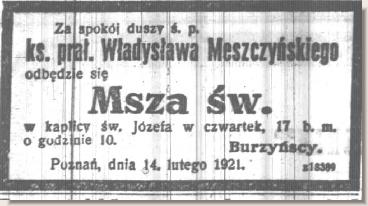 Za spokój duszy ś. p.
ks. prał. Władysława Meszczyńskiego
odbędzie się
Msza św.
w kaplicy św. Józefa w czwartek, 17 b. m.
o godzinie 10. Burzyńscy.
Poznań, dnia 14. lutego 1921. z18399